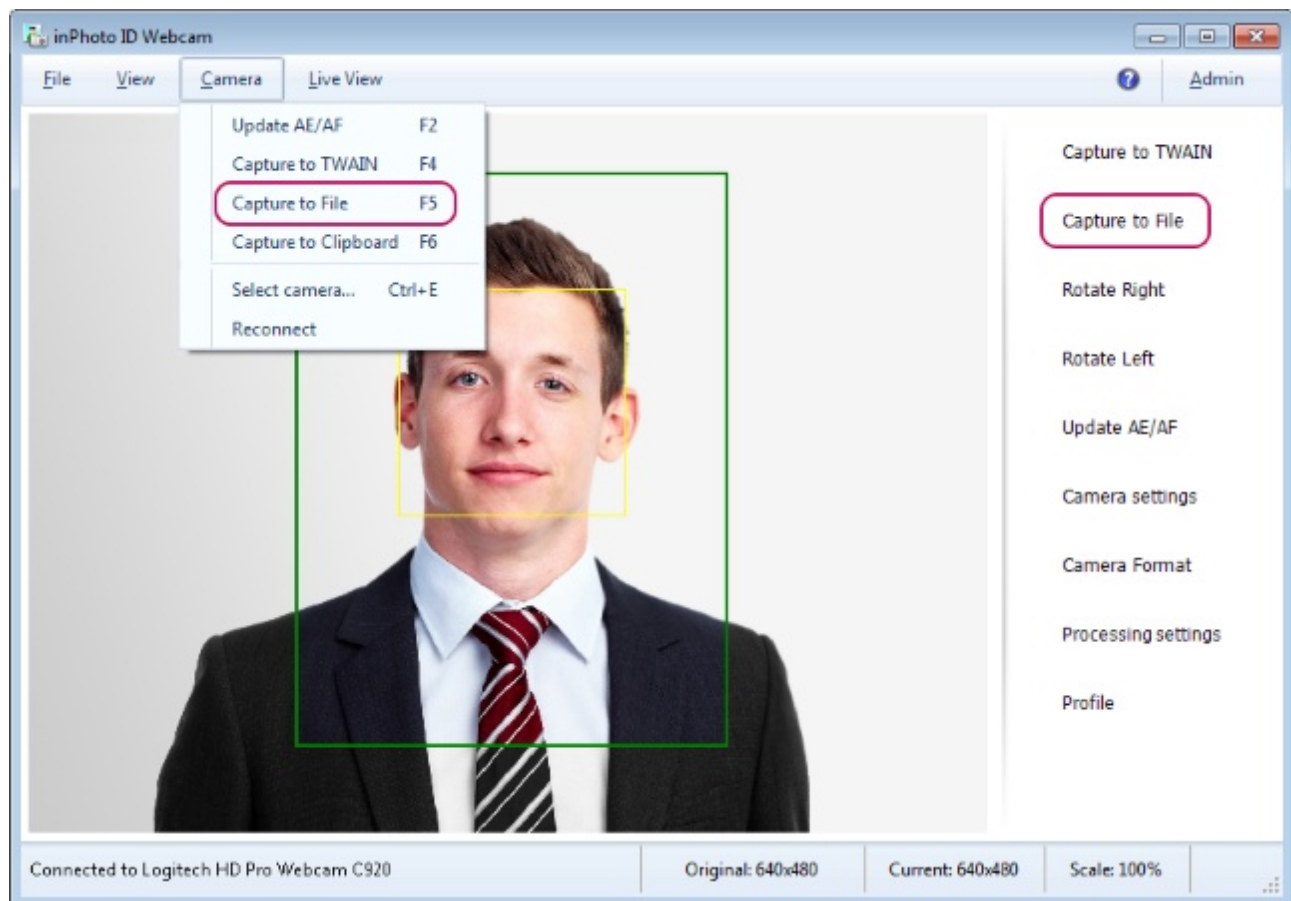 inPhoto ID Webcam
File View Camera Live View Admin
Update AE/AF F2
Capture to TWAIN F4
Capture to File F5
Capture to Clipboard F6
Select camera... Ctrl+E
Reconnect
Capture to TWAIN
Capture to File
Rotate Right
Rotate Left
Update AE/AF
Camera settings
Camera Format
Processing settings
Profile
Connected to Logitech HD Pro Webcam C920 Original: 640x480 Current: 640x480 Scale: 100%